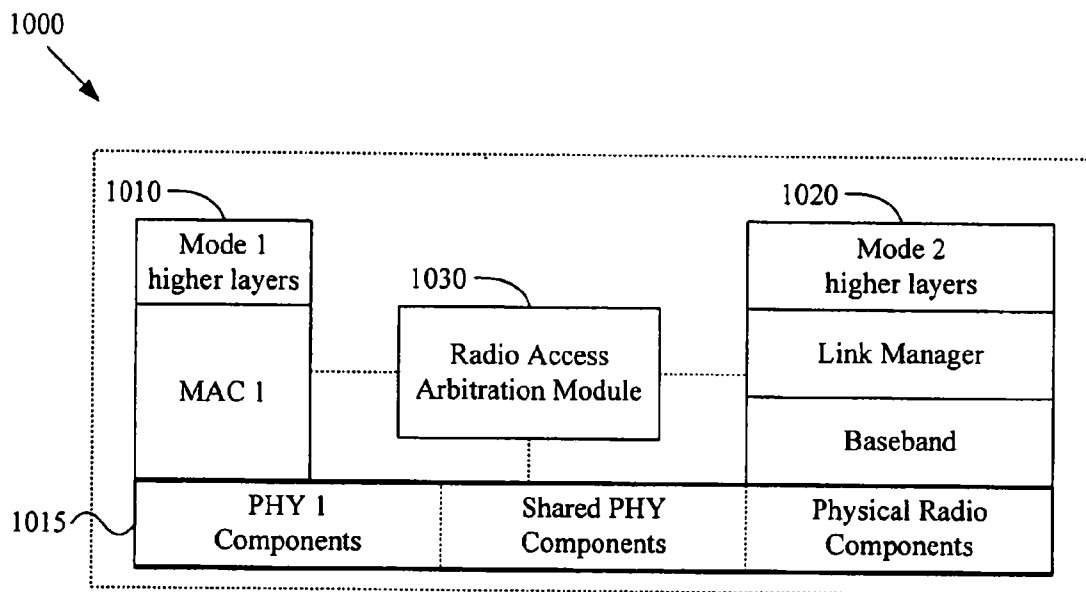 1000
1010
Mode 1
higher layers
MAC 1
1030
Radio Access
Arbitration Module
1020
Mode 2
higher layers
Link Manager
Baseband
1015
PHY 1
Components
Shared PHY
Components
Physical Radio
Components